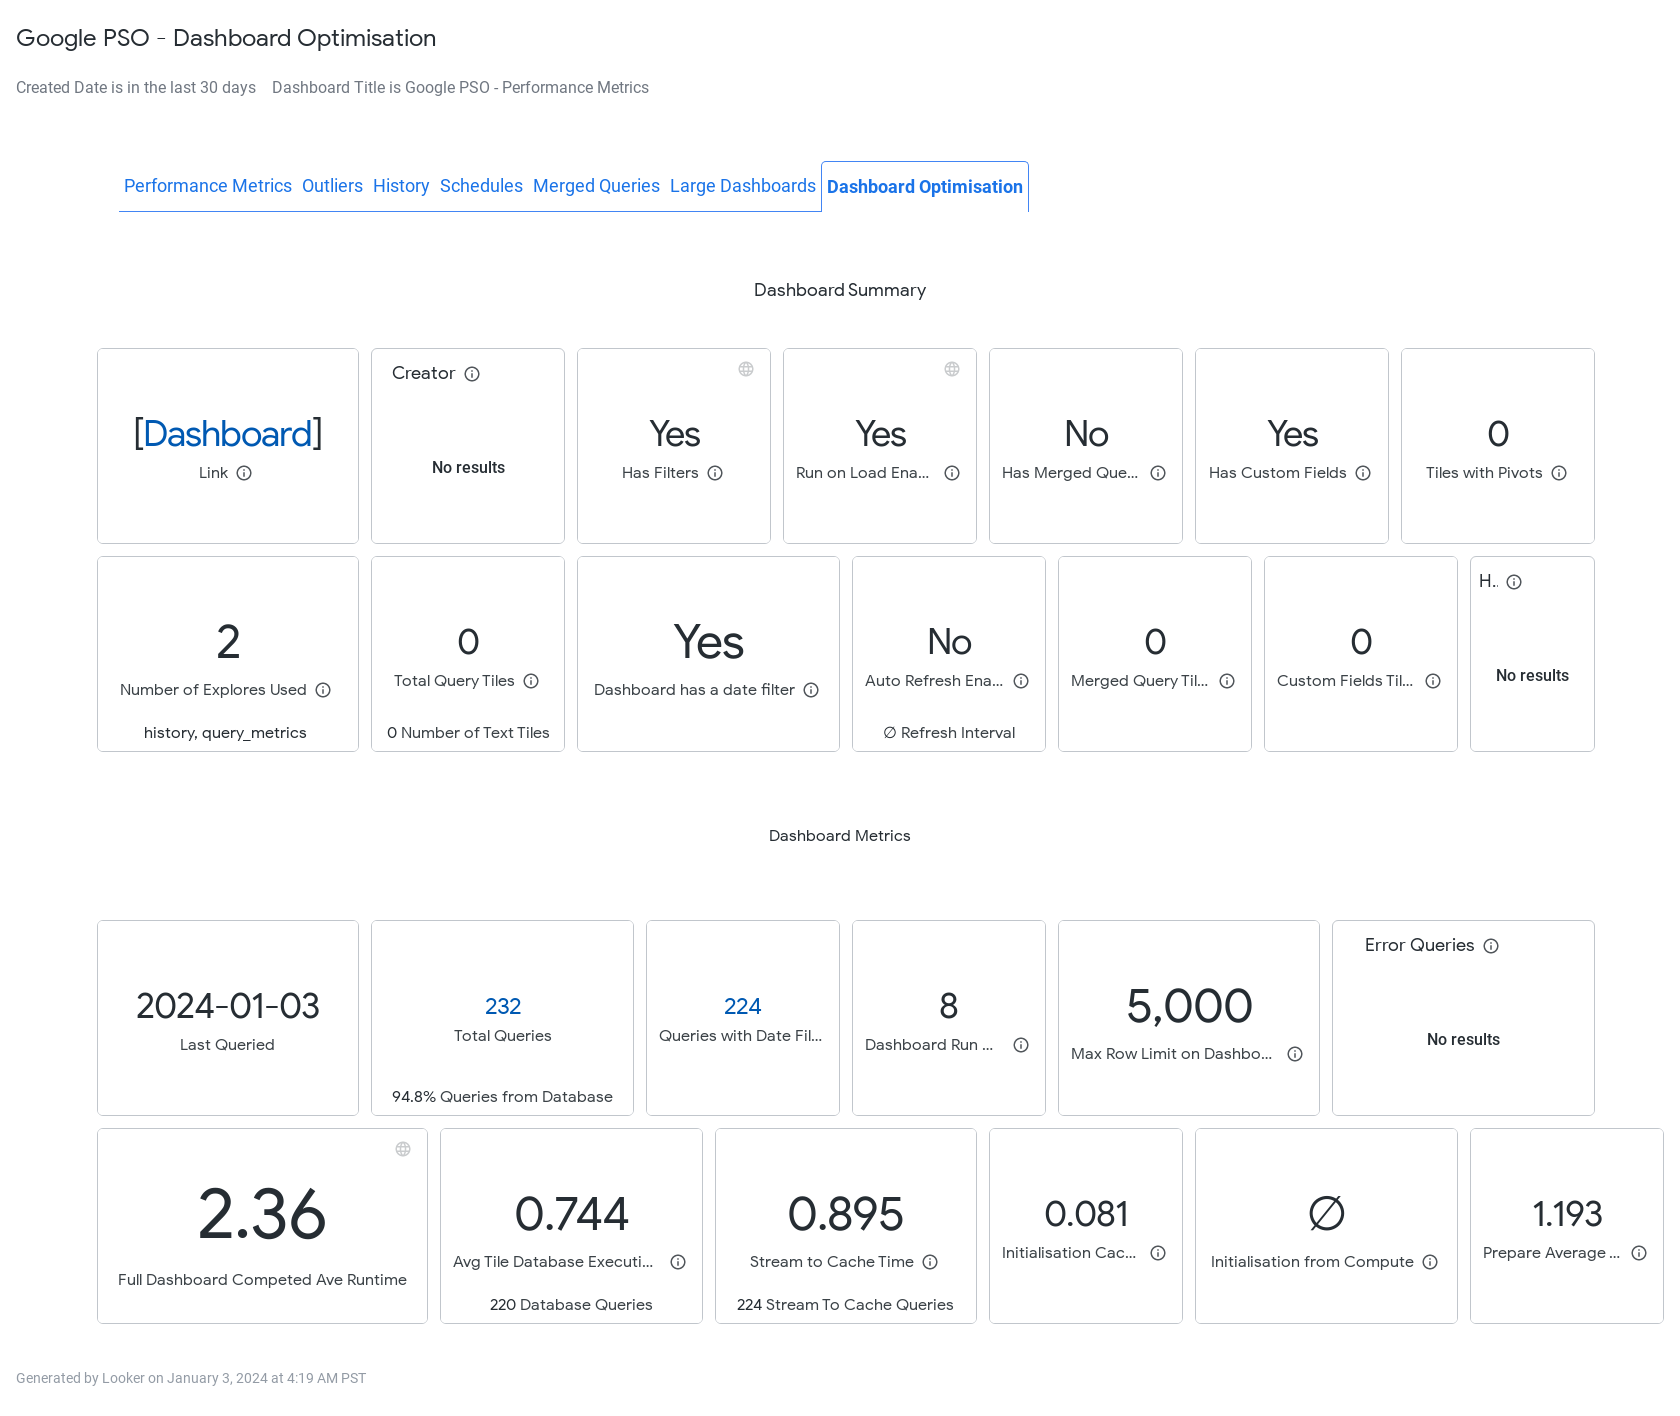 Google PSO - Dashboard Optimisation
Created Date is in the last 30 days Dashboard Title is Google PSO - Performance Metrics
Performance Metrics Outliers History Schedules Merged Queries Large Dashboards Dashboard Optimisation
Dashboard Summary
[Dashboard]
Link
Creator
No results
Yes
Has Filters
Yes
Run on Load Ena...
No
Has Merged Que...
Yes
Has Custom Fields
0
Tiles with Pivots
2
Number of Explores Used
history, query_metrics
0
Total Query Tiles
0 Number of Text Tiles
Yes
Dashboard has a date filter
No
Auto Refresh Ena...
∅ Refresh Interval
0
Merged Query Til...
0
Custom Fields Til...
H..
No results
Dashboard Metrics
2024-01-03
Last Queried
232
Total Queries
94.8% Queries from Database
224
Queries with Date Fil...
8
Dashboard Run ...
5,000
Max Row Limit on Dashbo...
Error Queries
No results
2.36
Full Dashboard Competed Ave Runtime
0.744
Avg Tile Database Executi...
220 Database Queries
0.895
Stream to Cache Time
224 Stream To Cache Queries
0.081
Initialisation Cac...
∅
Initialisation from Compute
1.193
Prepare Average ...
Generated by Looker on January 3, 2024 at 4:19 AM PST